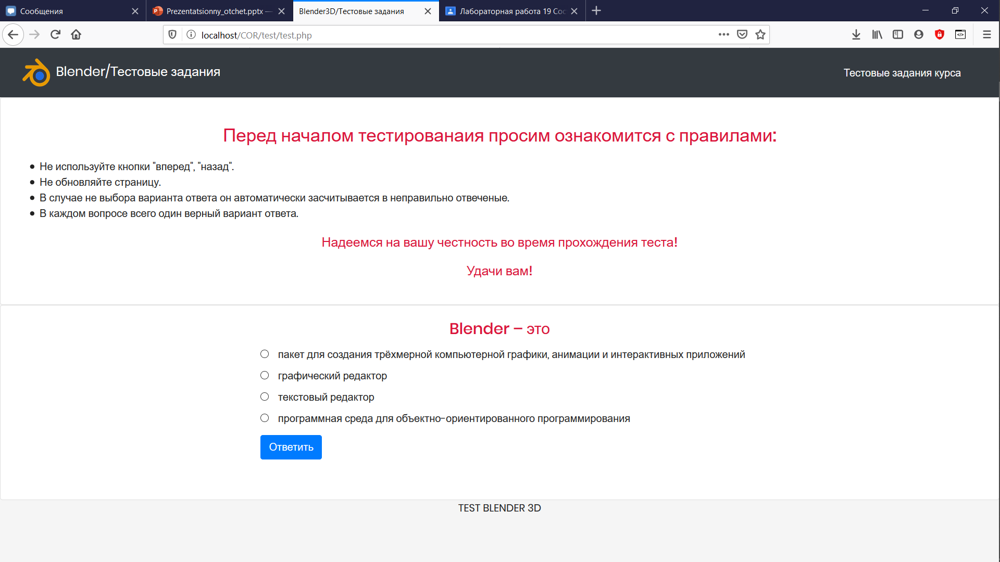 Сообщения
Prezentatsionny_otchet.pptx —
Blender3D/Тестовые задания
Лабораторная работа 19 Сос
localhost/COR/test/test.php
Blender/Тестовые задания
Тестовые задания курса
Перед началом тестированаия просим ознакомится с правилами:
Не используйте кнопки "вперед", "назад".
Не обновляйте страницу.
В случае не выбора варианта ответа он автоматически засчитывается в неправильно отвеченые.
В каждом вопросе всего один верный вариант ответа.
Надеемся на вашу честность во время прохождения теста!
Удачи вам!
Blender – это
пакет для создания трёхмерной компьютерной графики, анимации и интерактивных приложений
графический редактор
текстовый редактор
программная среда для объектно-ориентированного программирования
Ответить
TEST BLENDER 3D